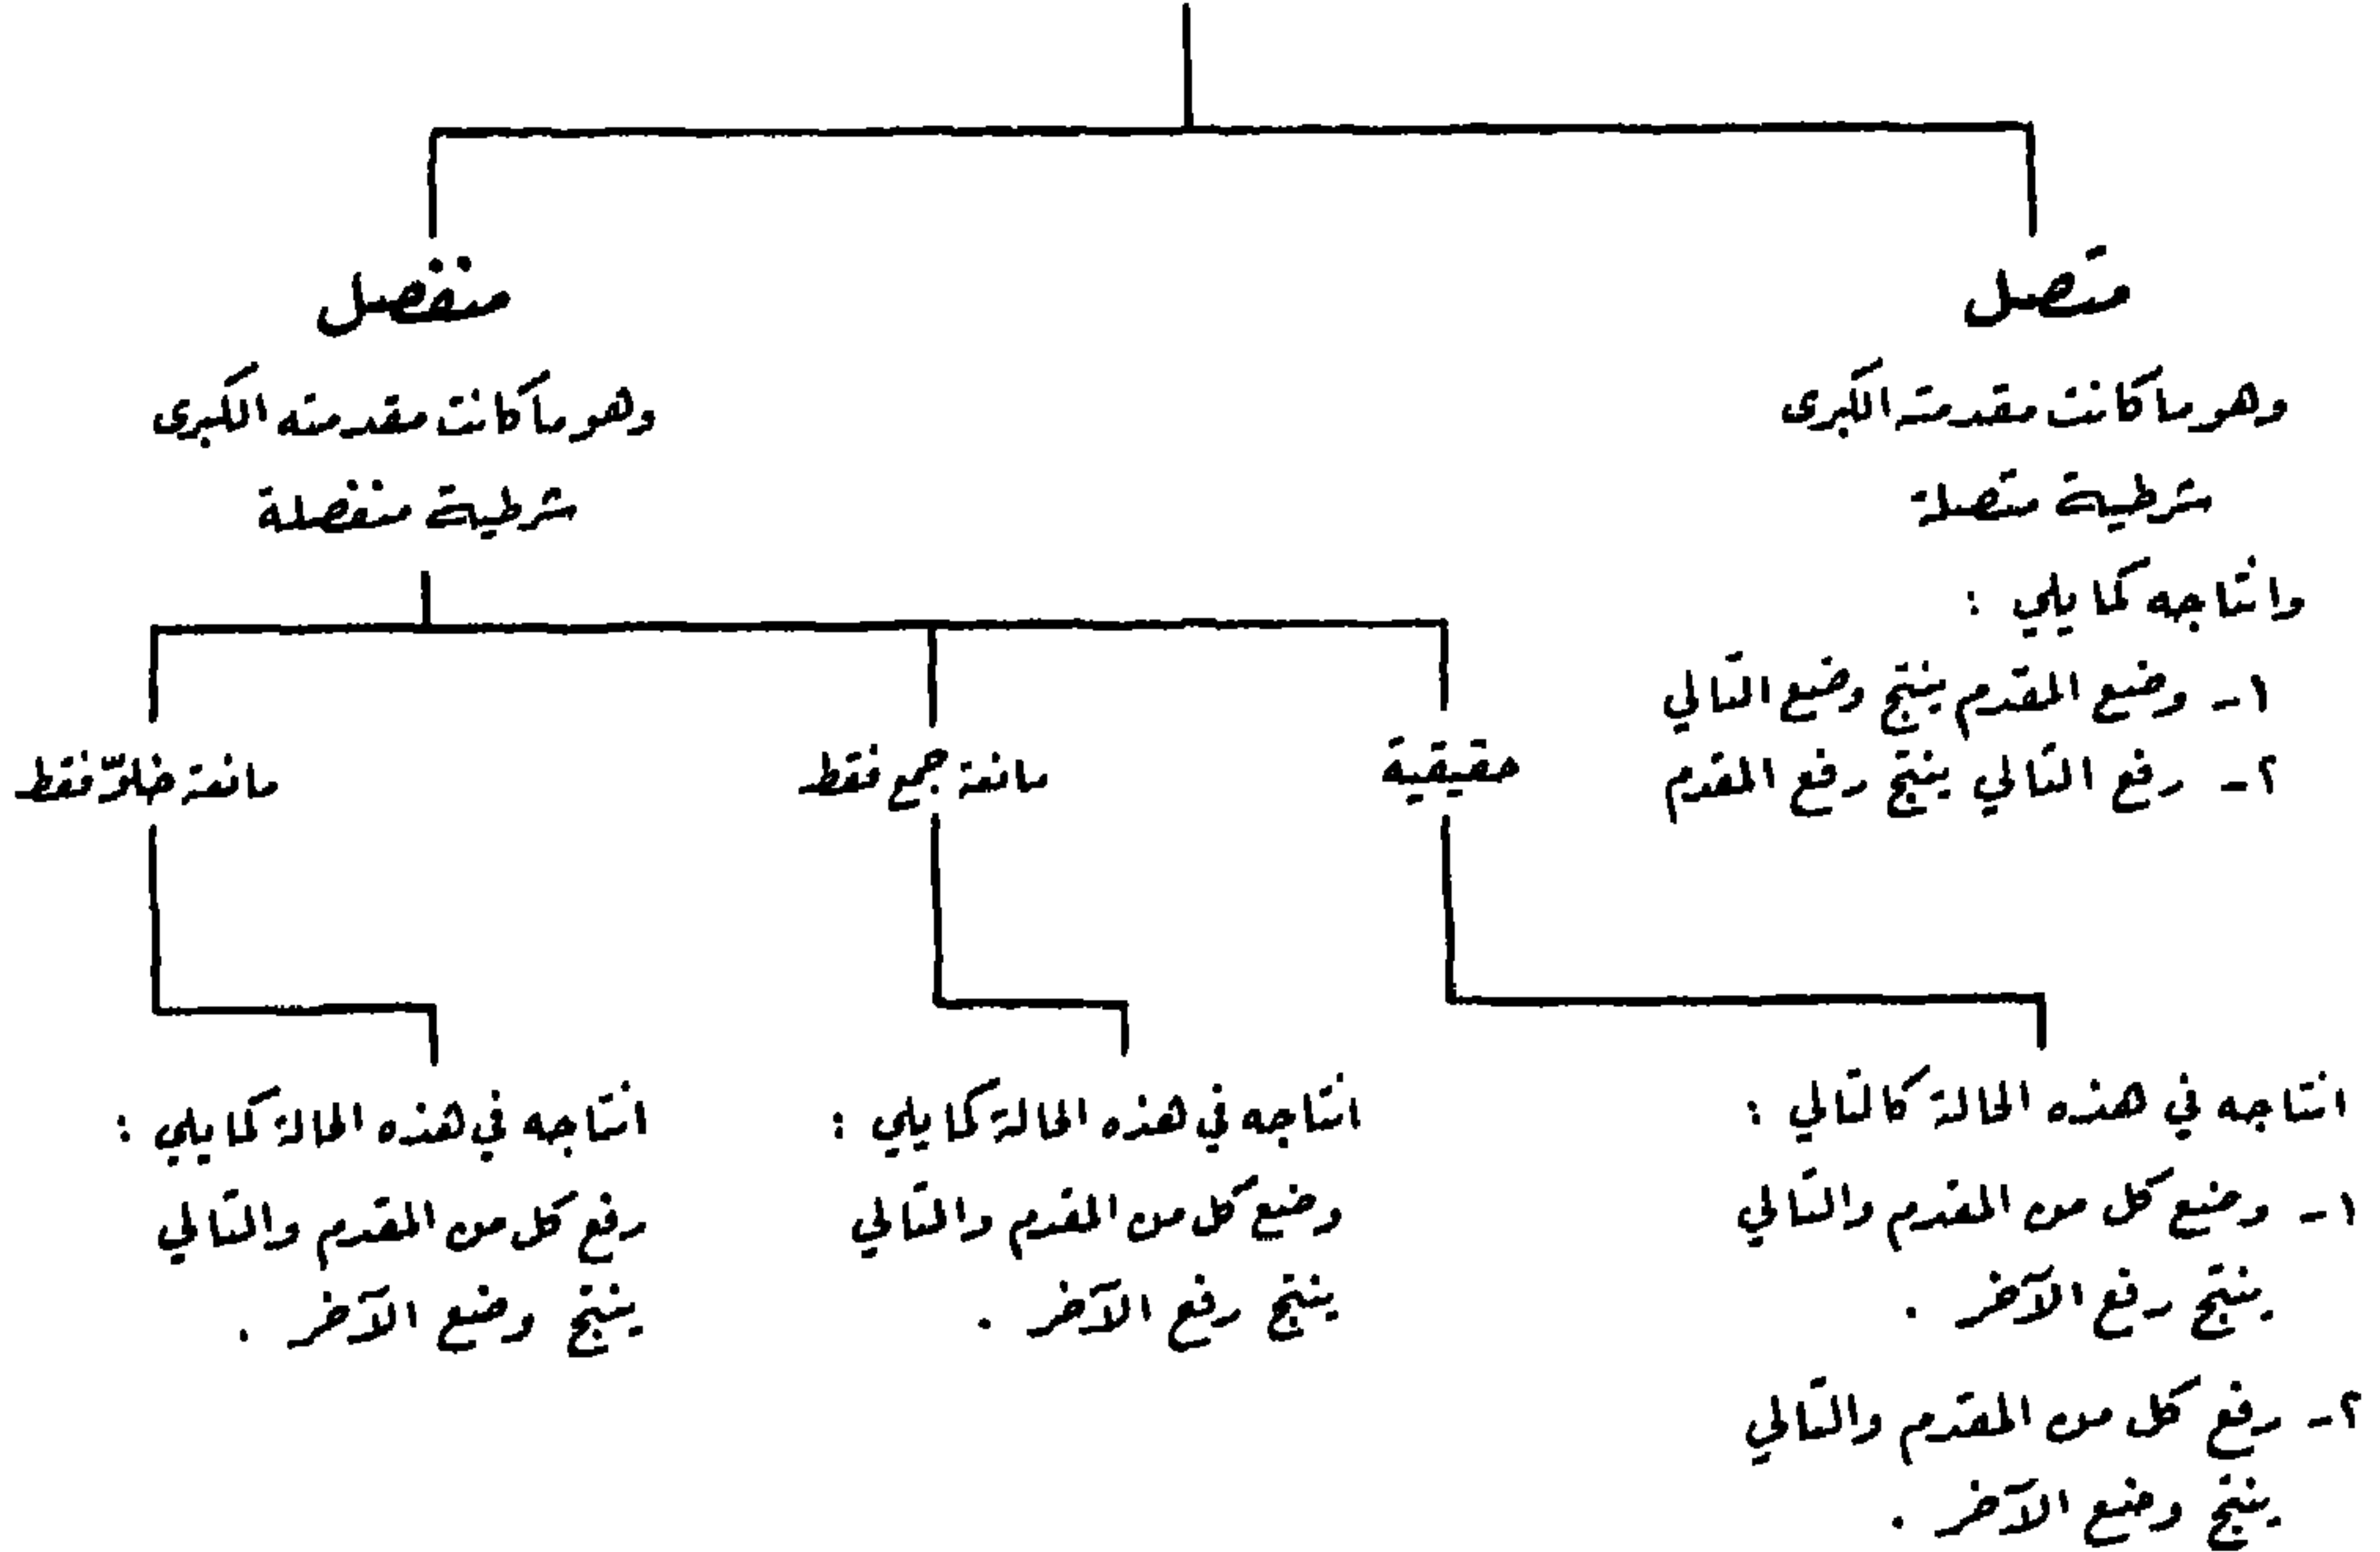 متصل
وهو ما كانت مقدمته الكبرى
شرطية متصلة
وانتاجه كما يلي :
١- وضع المقدم ينتج وضع التالي
٢- رفع التالي ينتج رفع المقدم
منفصل
وهو ما كانت مقدمته الكبرى
شرطية منفصلة
حقيقية
مانعة جمع فقط
مانعة خلوّ فقط
انتاجه في هذه الحالة كالتالي :
١- وضع كل من المقدم والتالي
ينتج رفع الآخر .
٢- رفع كل من المقدم والتالي
ينتج وضع الآخر .
انتاجه في هذه الحالة كما يلي :
وضع كل من المقدم والتالي
ينتج رفع الآخر .
انتاجه في هذه الحالة كما يلي :
رفع كل من المقدم والتالي
ينتج وضع الآخر .